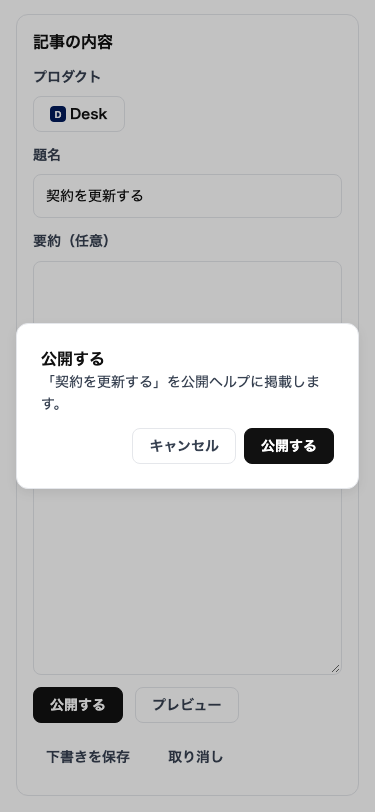 記事の内容
プロダクト
D Desk
題名
契約を更新する
要約（任意）
公開する
「契約を更新する」を公開ヘルプに掲載しま
す。
キャンセル
公開する
公開する
プレビュー
下書きを保存
取り消し